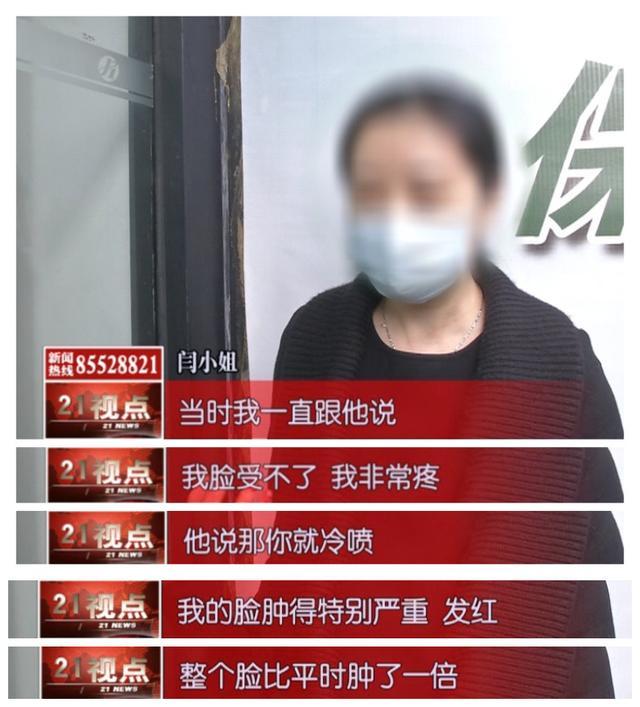 新闻热线 85528821
闫小姐
21视点
21 NEWS
当时我一直跟他说
21视点
21 NEWS
我脸受不了 我非常疼
21视点
21 NEWS
他说那你就冷喷
21视点
21 NEWS
我的脸肿得特别严重 发红
21视点
21 NEWS
整个脸比平时肿了一倍